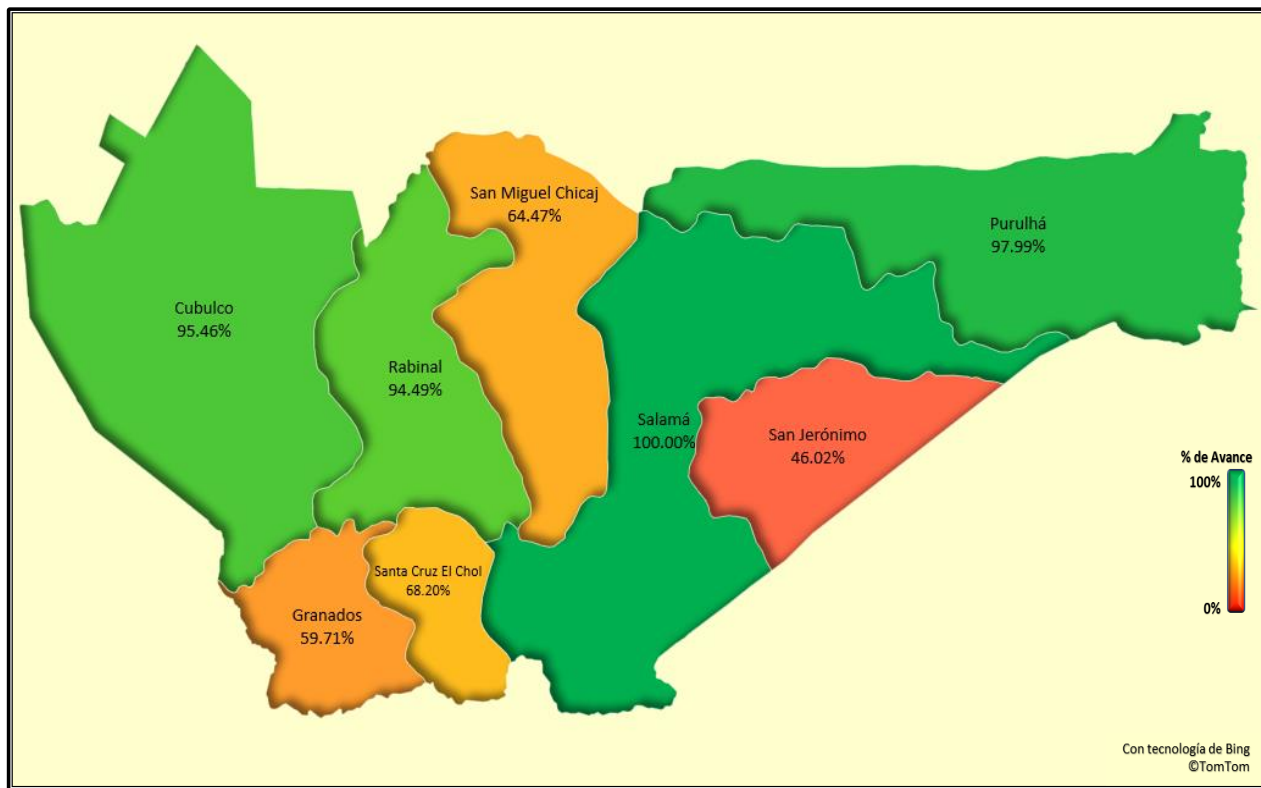 San Miguel Chicaj
64.47%
Purulhá
97.99%
Cubulco
95.46%
Rabinal
94.49%
Salamá
100.00%
San Jerónimo
46.02%
% de Avance
100%
0%
Santa Cruz El Chol
68.20%
Granados
59.71%
Con tecnología de Bing
©TomTom